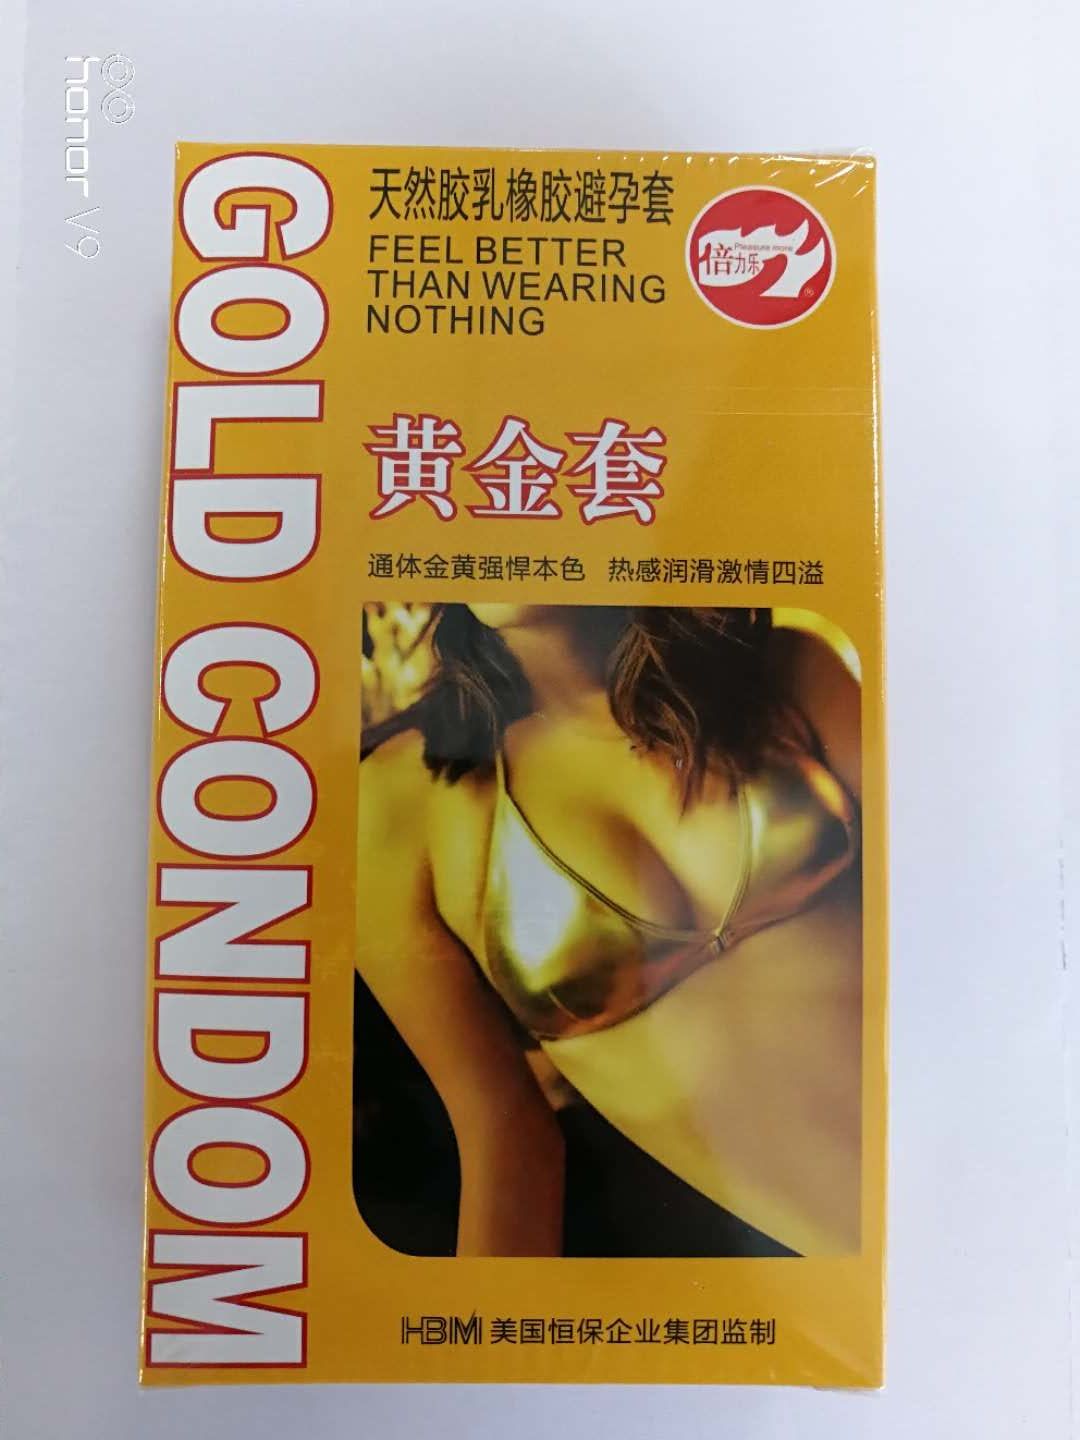 honor V9
GOLD CONDOM
天然胶乳橡胶避孕套
FEEL BETTER
THAN WEARING
NOTHING
Pleasure more
倍力乐
®
黄金套
通体金黄强悍本色 热感润滑激情四溢
HBM 美国恒保企业集团监制